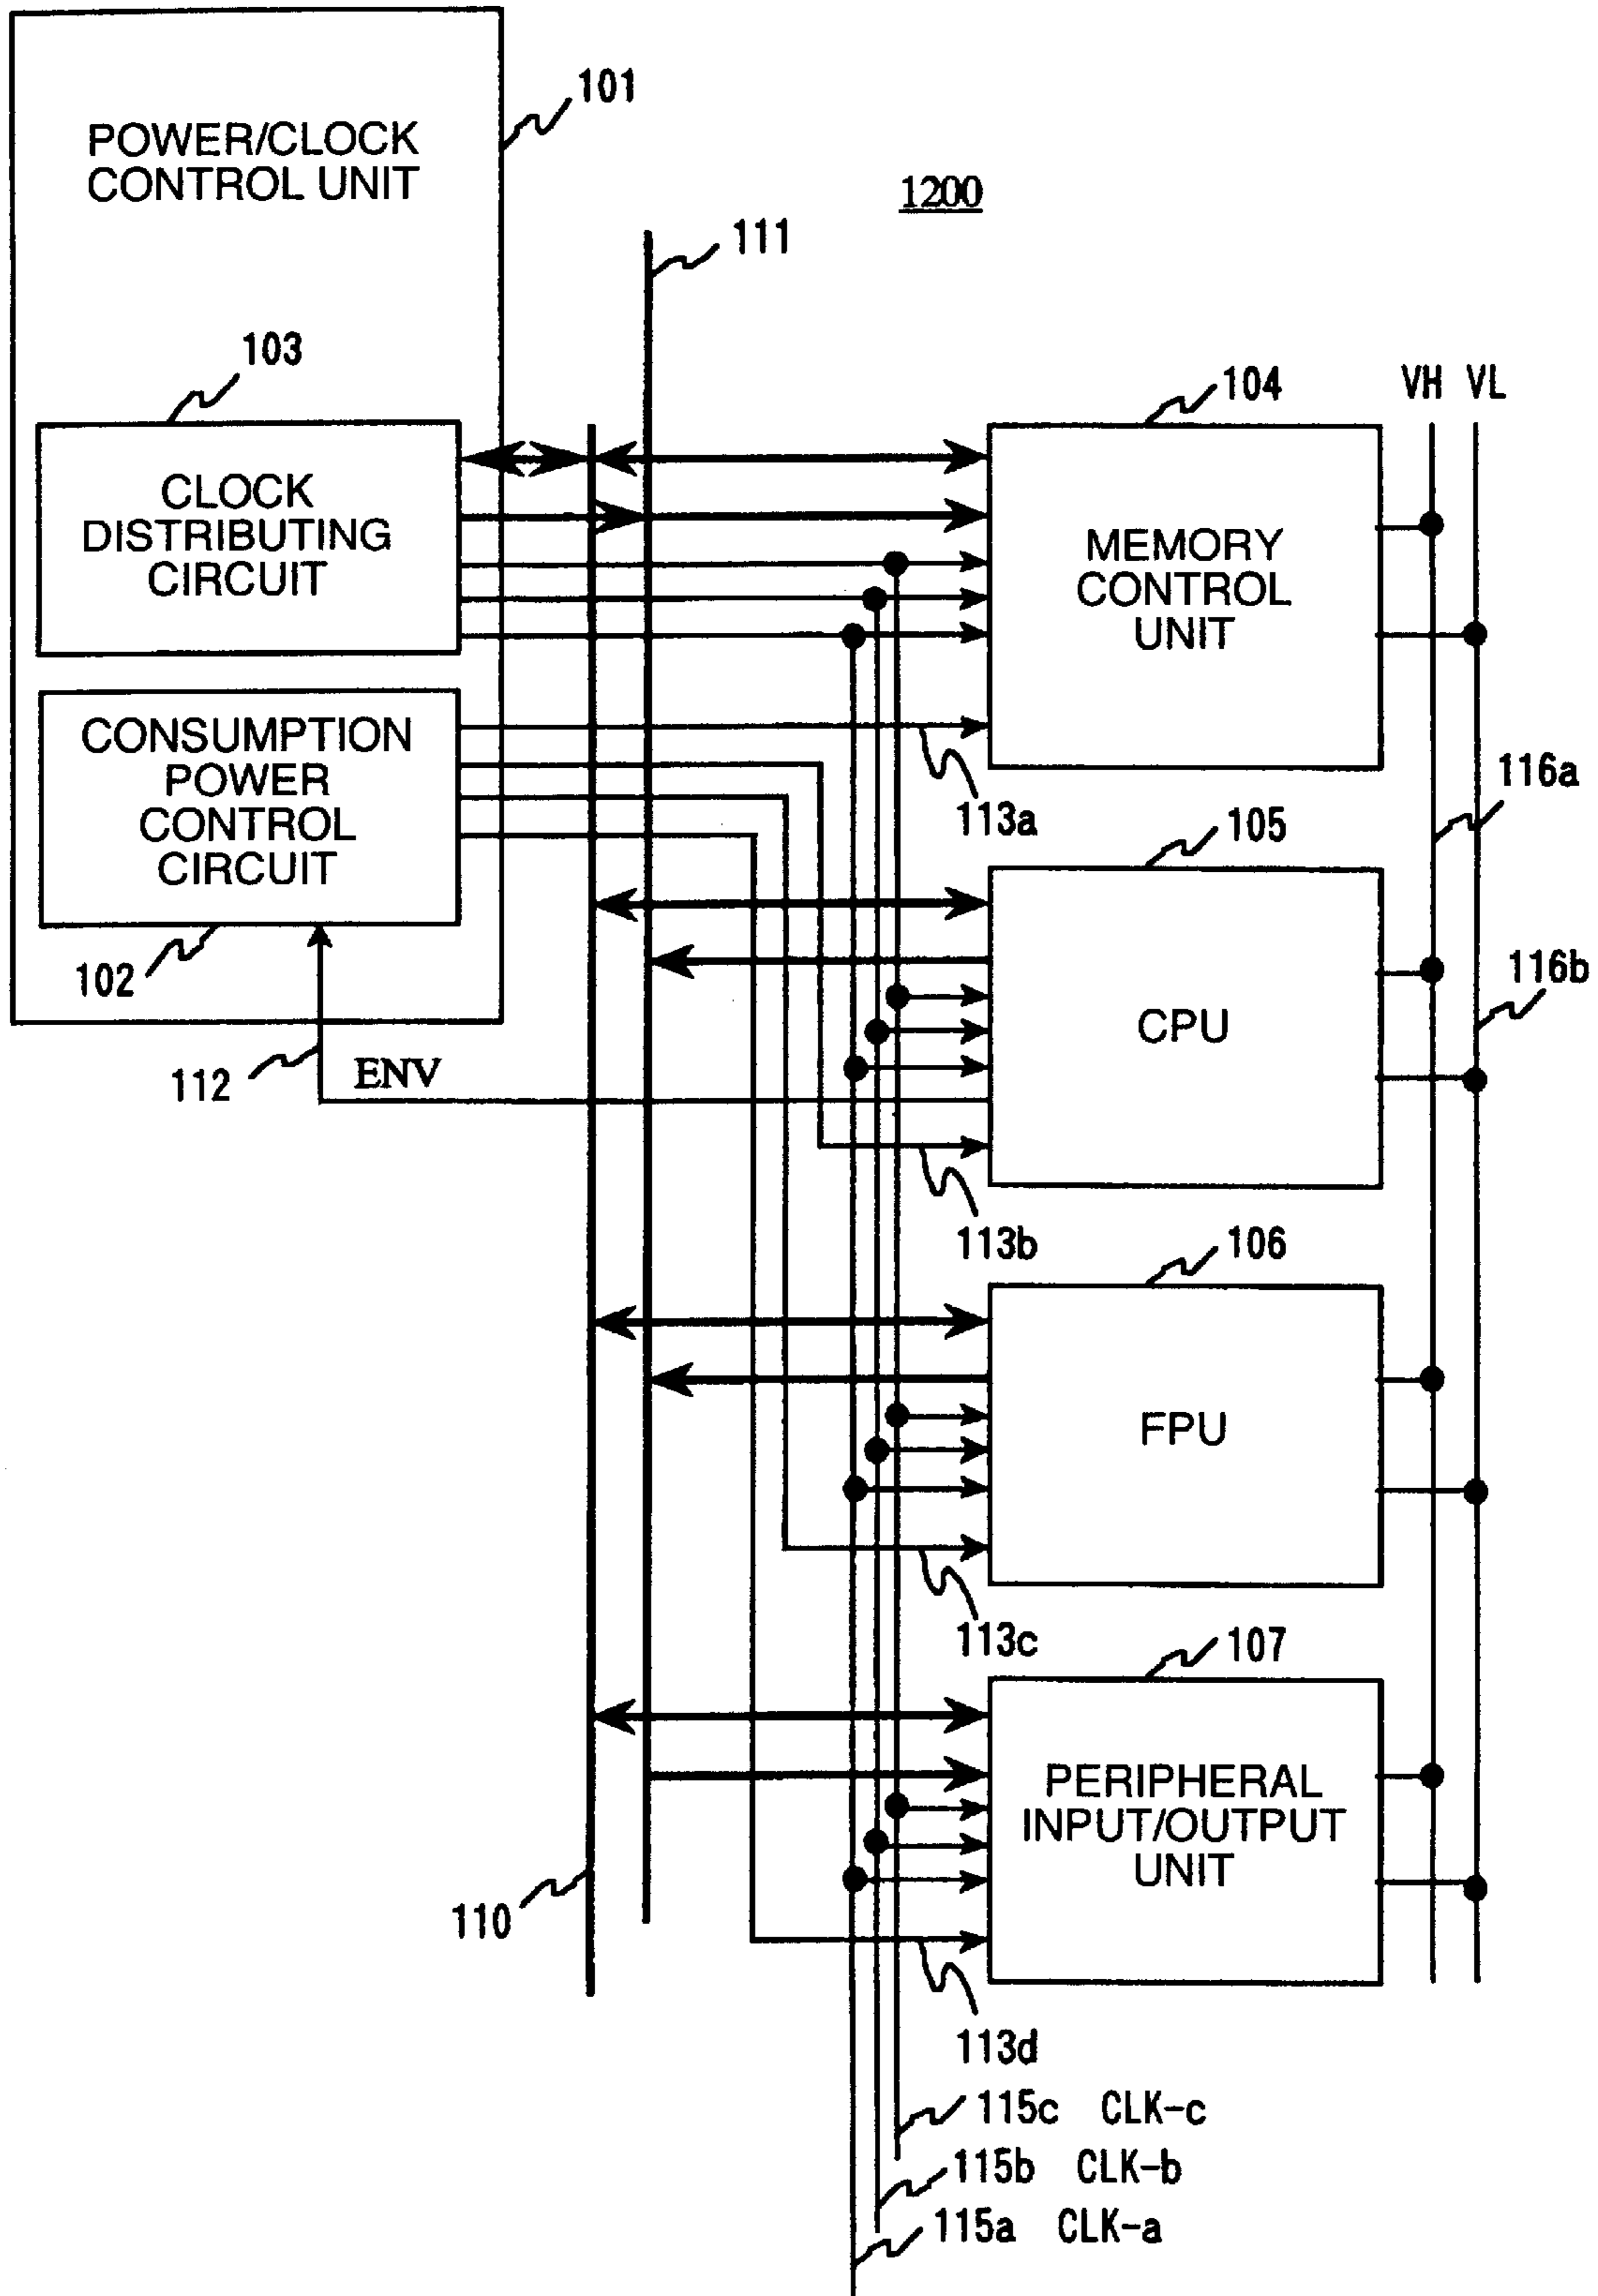 101
POWER/CLOCK
CONTROL UNIT
1200
111
103
104
VH VL
CLOCK
DISTRIBUTING
CIRCUIT
MEMORY
CONTROL
UNIT
CONSUMPTION
POWER
CONTROL
CIRCUIT
116a
113a
105
102
116b
CPU
112
ENV
113b
106
FPU
113c
107
PERIPHERAL
INPUT/OUTPUT
UNIT
110
113d
115c CLK-c
115b CLK-b
115a CLK-a